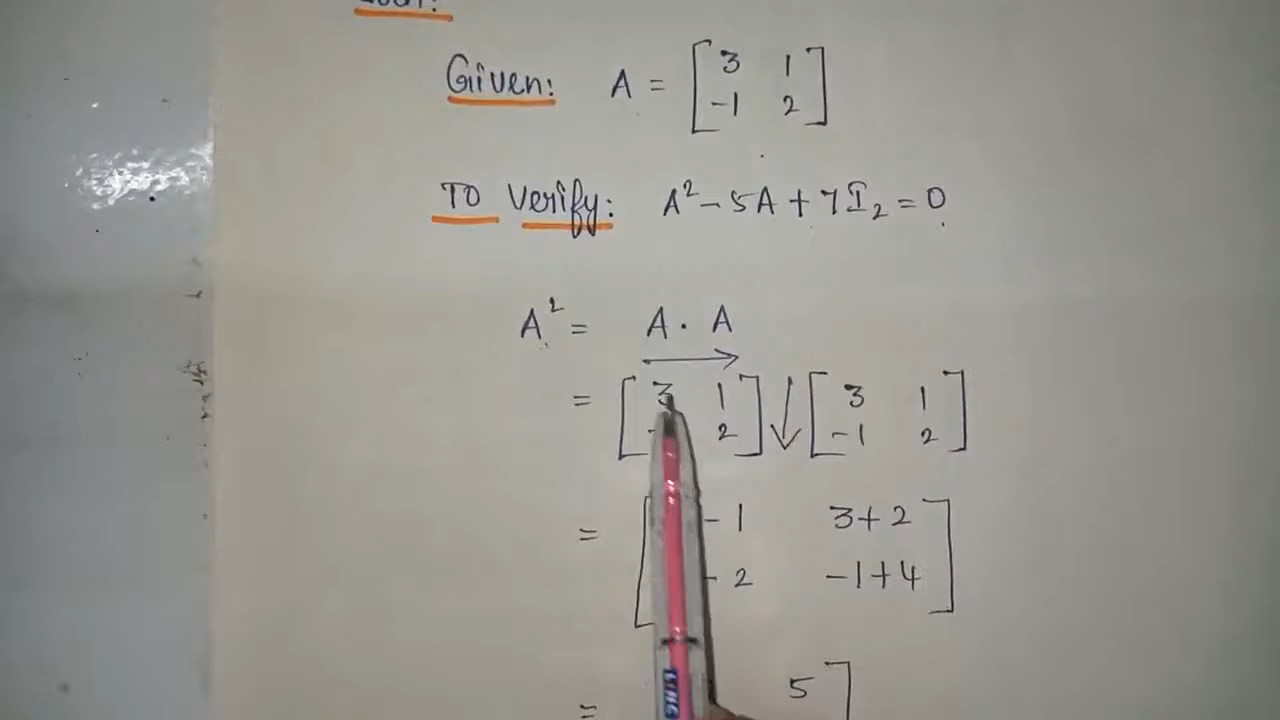 Given: A = [ 3 1
-1 2 ]
To verify: A² - 5A + 7I₂ = 0
A² = A . A
= [ 3 1 ↓ [ 3 1
- 2 ] -1 2 ]
= [ - 1 3+2
- 2 -1+4 ]
= 5 ]